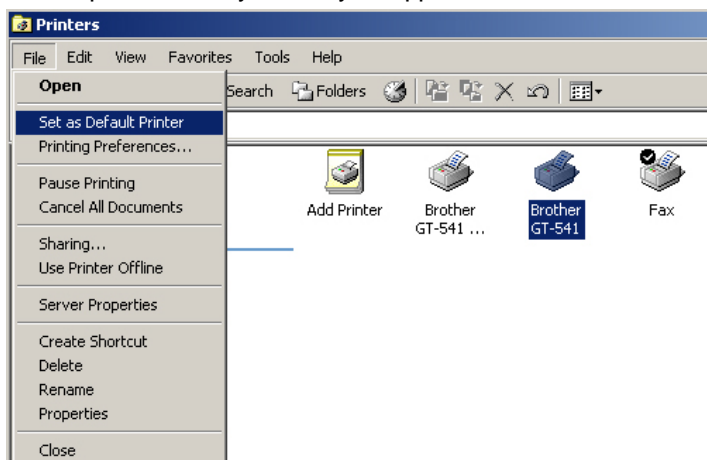 Printers
File Edit View Favorites Tools Help
Open
Search Folders
Set as Default Printer
Printing Preferences...
Pause Printing
Cancel All Documents
Sharing...
Use Printer Offline
Server Properties
Create Shortcut
Delete
Rename
Properties
Close
Add Printer
Brother
GT-541 ...
Brother
GT-541
Fax